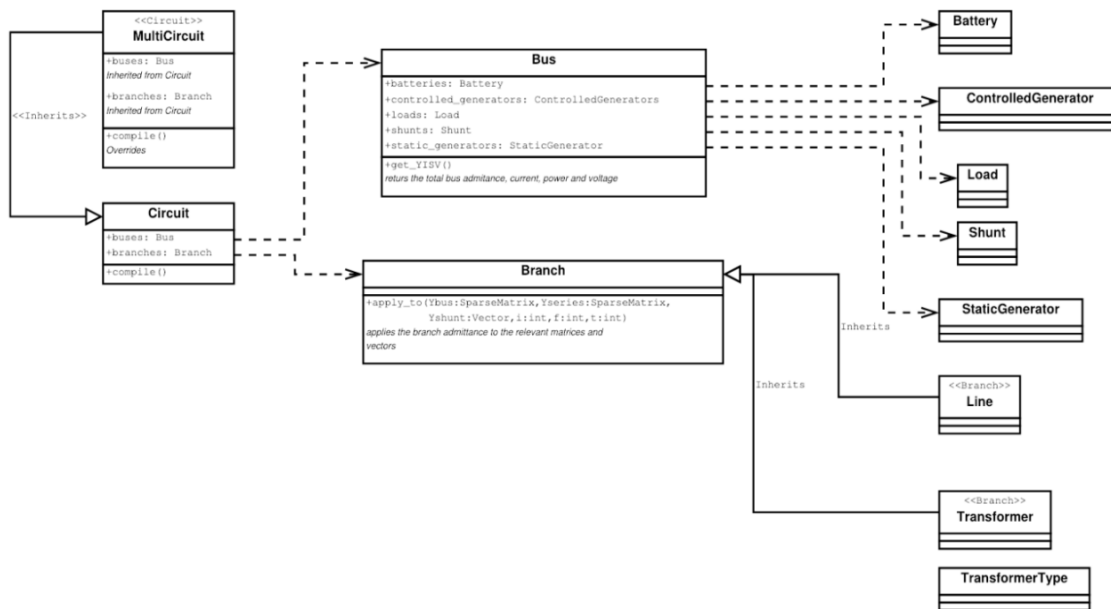 <<Circuit>>
MultiCircuit
+buses: Bus
Inherited from Circuit
+branches: Branch
Inherited from Circuit
+compile()
Overrides
<<Inherits>>
Circuit
+buses: Bus
+branches: Branch
+compile()
Bus
+batteries: Battery
+controlled_generators: ControlledGenerators
+loads: Load
+shunts: Shunt
+static_generators: StaticGenerator
+get_YISV()
returs the total bus admitance, current, power and voltage
Branch
+apply_to(Ybus:SparseMatrix,Yseries:SparseMatrix,
Yshunt:Vector,i:int,f:int,t:int)
applies the branch admittance to the relevant matrices and
vectors
Battery
ControlledGenerator
Load
Shunt
StaticGenerator
Inherits
<<Branch>>
Line
Inherits
<<Branch>>
Transformer
TransformerType